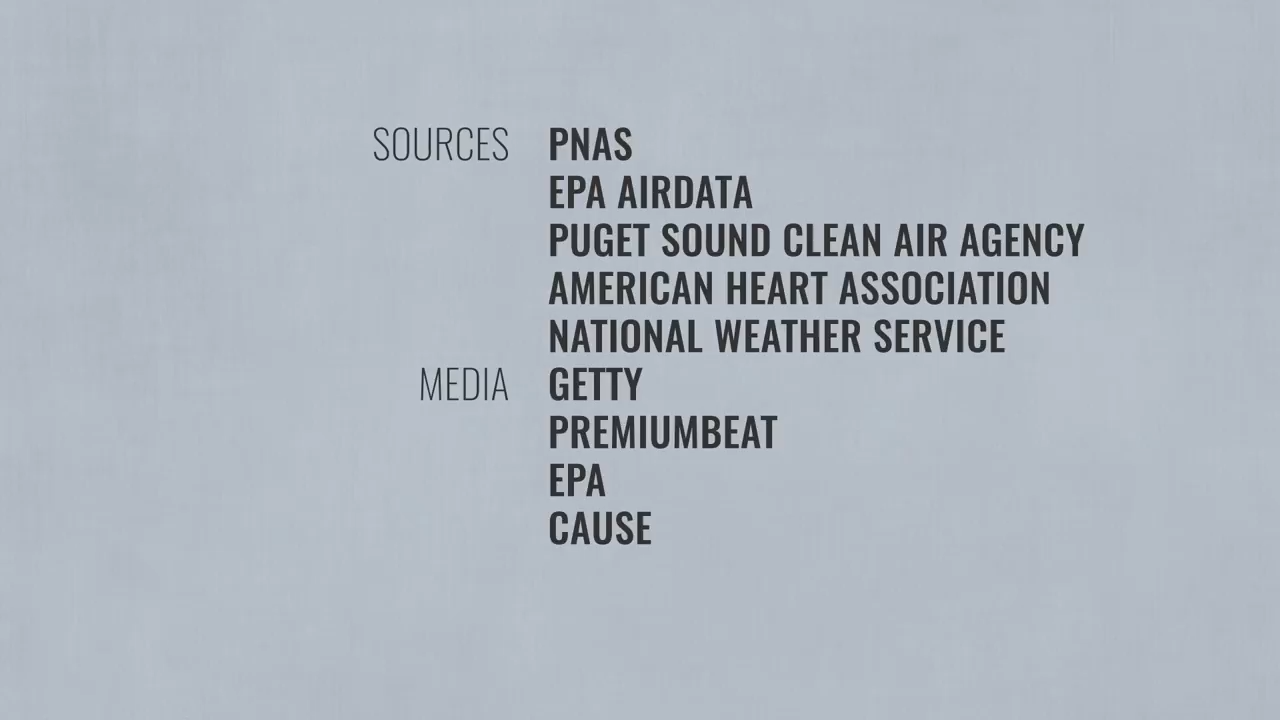 SOURCES PNAS
EPA AIRDATA
PUGET SOUND CLEAN AIR AGENCY
AMERICAN HEART ASSOCIATION
NATIONAL WEATHER SERVICE
MEDIA GETTY
PREMIUMBEAT
EPA
CAUSE